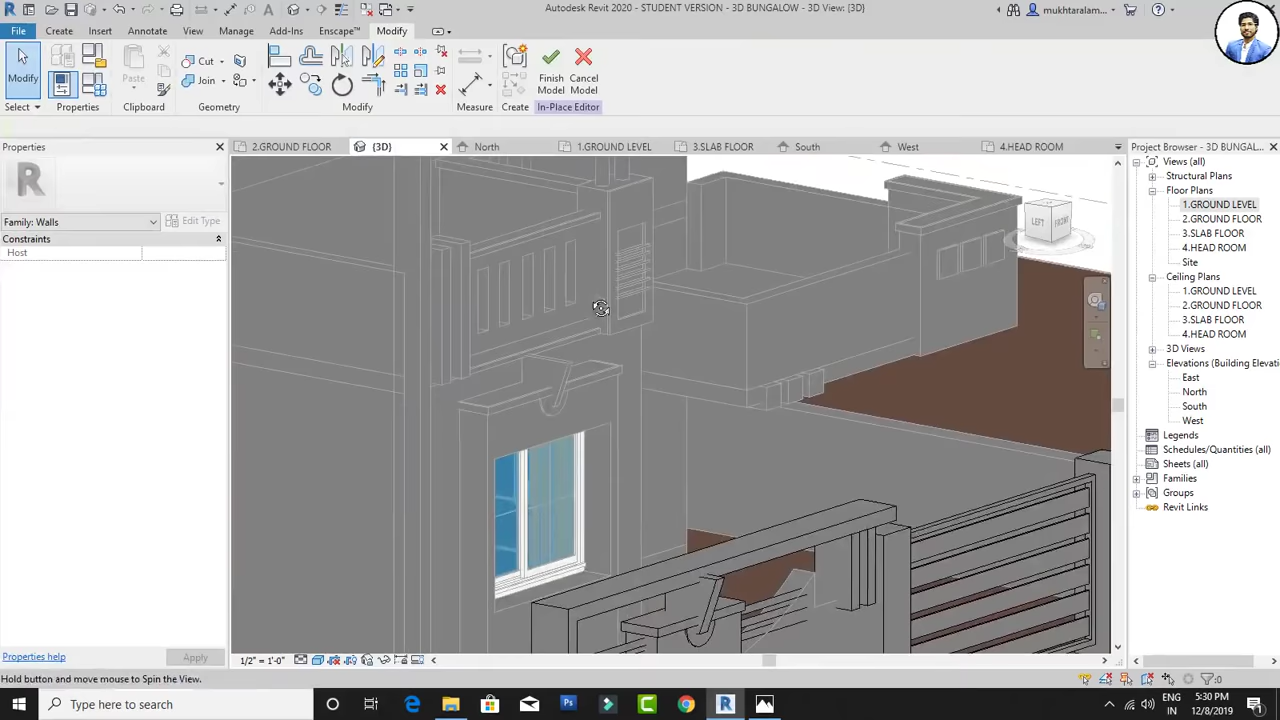 Autodesk Revit 2020 - STUDENT VERSION - 3D BUNGALOW - 3D View: {3D}
mukhtaralam...
File Create Insert Annotate View Manage Add-Ins Enscape™ Modify
Modify Paste Cut Join Finish Model Cancel Model
Select Properties Clipboard Geometry Modify Measure Create In-Place Editor
Properties
2.GROUND FLOOR {3D} North 1.GROUND LEVEL 3.SLAB FLOOR South West 4.HEAD ROOM
Project Browser - 3D BUNGAL...
Family: Walls Edit Type
Constraints
Host
Views (all)
Structural Plans
Floor Plans
1.GROUND LEVEL
2.GROUND FLOOR
3.SLAB FLOOR
4.HEAD ROOM
Site
Ceiling Plans
1.GROUND LEVEL
2.GROUND FLOOR
3.SLAB FLOOR
4.HEAD ROOM
3D Views
Elevations (Building Elevation
East
North
South
West
Legends
Schedules/Quantities (all)
Sheets (all)
Families
Groups
Revit Links
LEFT FRONT
Properties help Apply
1/2" = 1'-0"
Hold button and move mouse to Spin the View.
:0
Type here to search
ENG
IN
5:30 PM
12/8/2019